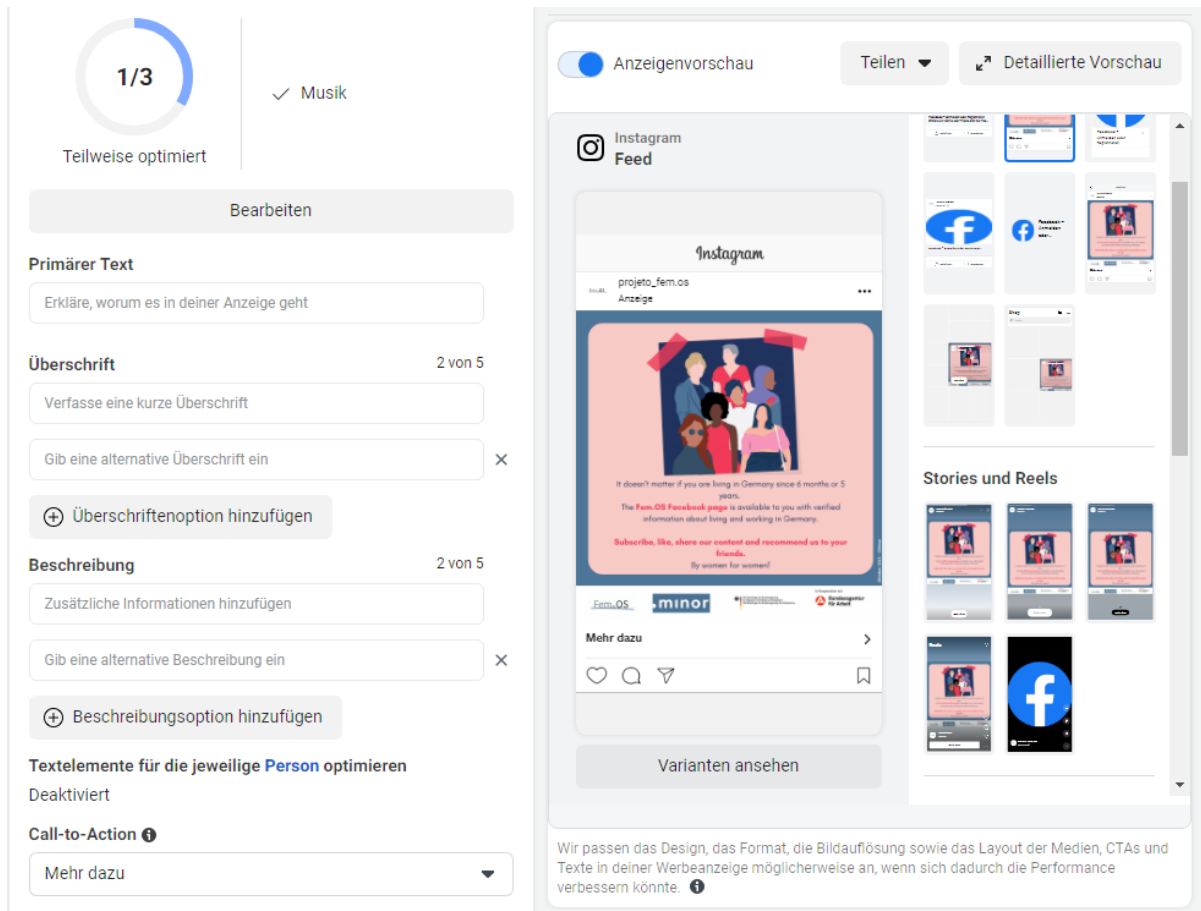 1/3
Teilweise optimiert
Musik
Bearbeiten
Primärer Text
Erkläre, worum es in deiner Anzeige geht
Überschrift
2 von 5
Verfasse eine kurze Überschrift
Gib eine alternative Überschrift ein
Überschriftenoption hinzufügen
Beschreibung
2 von 5
Zusätzliche Informationen hinzufügen
Gib eine alternative Beschreibung ein
Beschreibungsoption hinzufügen
Textelemente für die jeweilige Person optimieren
Deaktiviert
Call-to-Action
Mehr dazu
Anzeigenvorschau
Teilen
Detaillierte Vorschau
Instagram
Feed
Instagram
projeto_fem.os
Anzeige
It doesn't matter if you are living in Germany since 6 months or 5
years.
The Fem.OS Facebook page is available to you with verified
information about living and working in Germany.
Subscribe, like, share our content and recommend us to your
friends.
By women for women!
Fem.OS
minor
Bundesagentur
für Arbeit
Mehr dazu
Varianten ansehen
Stories und Reels
Wir passen das Design, das Format, die Bildauflösung sowie das Layout der Medien, CTAs und
Texte in deiner Werbeanzeige möglicherweise an, wenn sich dadurch die Performance
verbessern könnte.